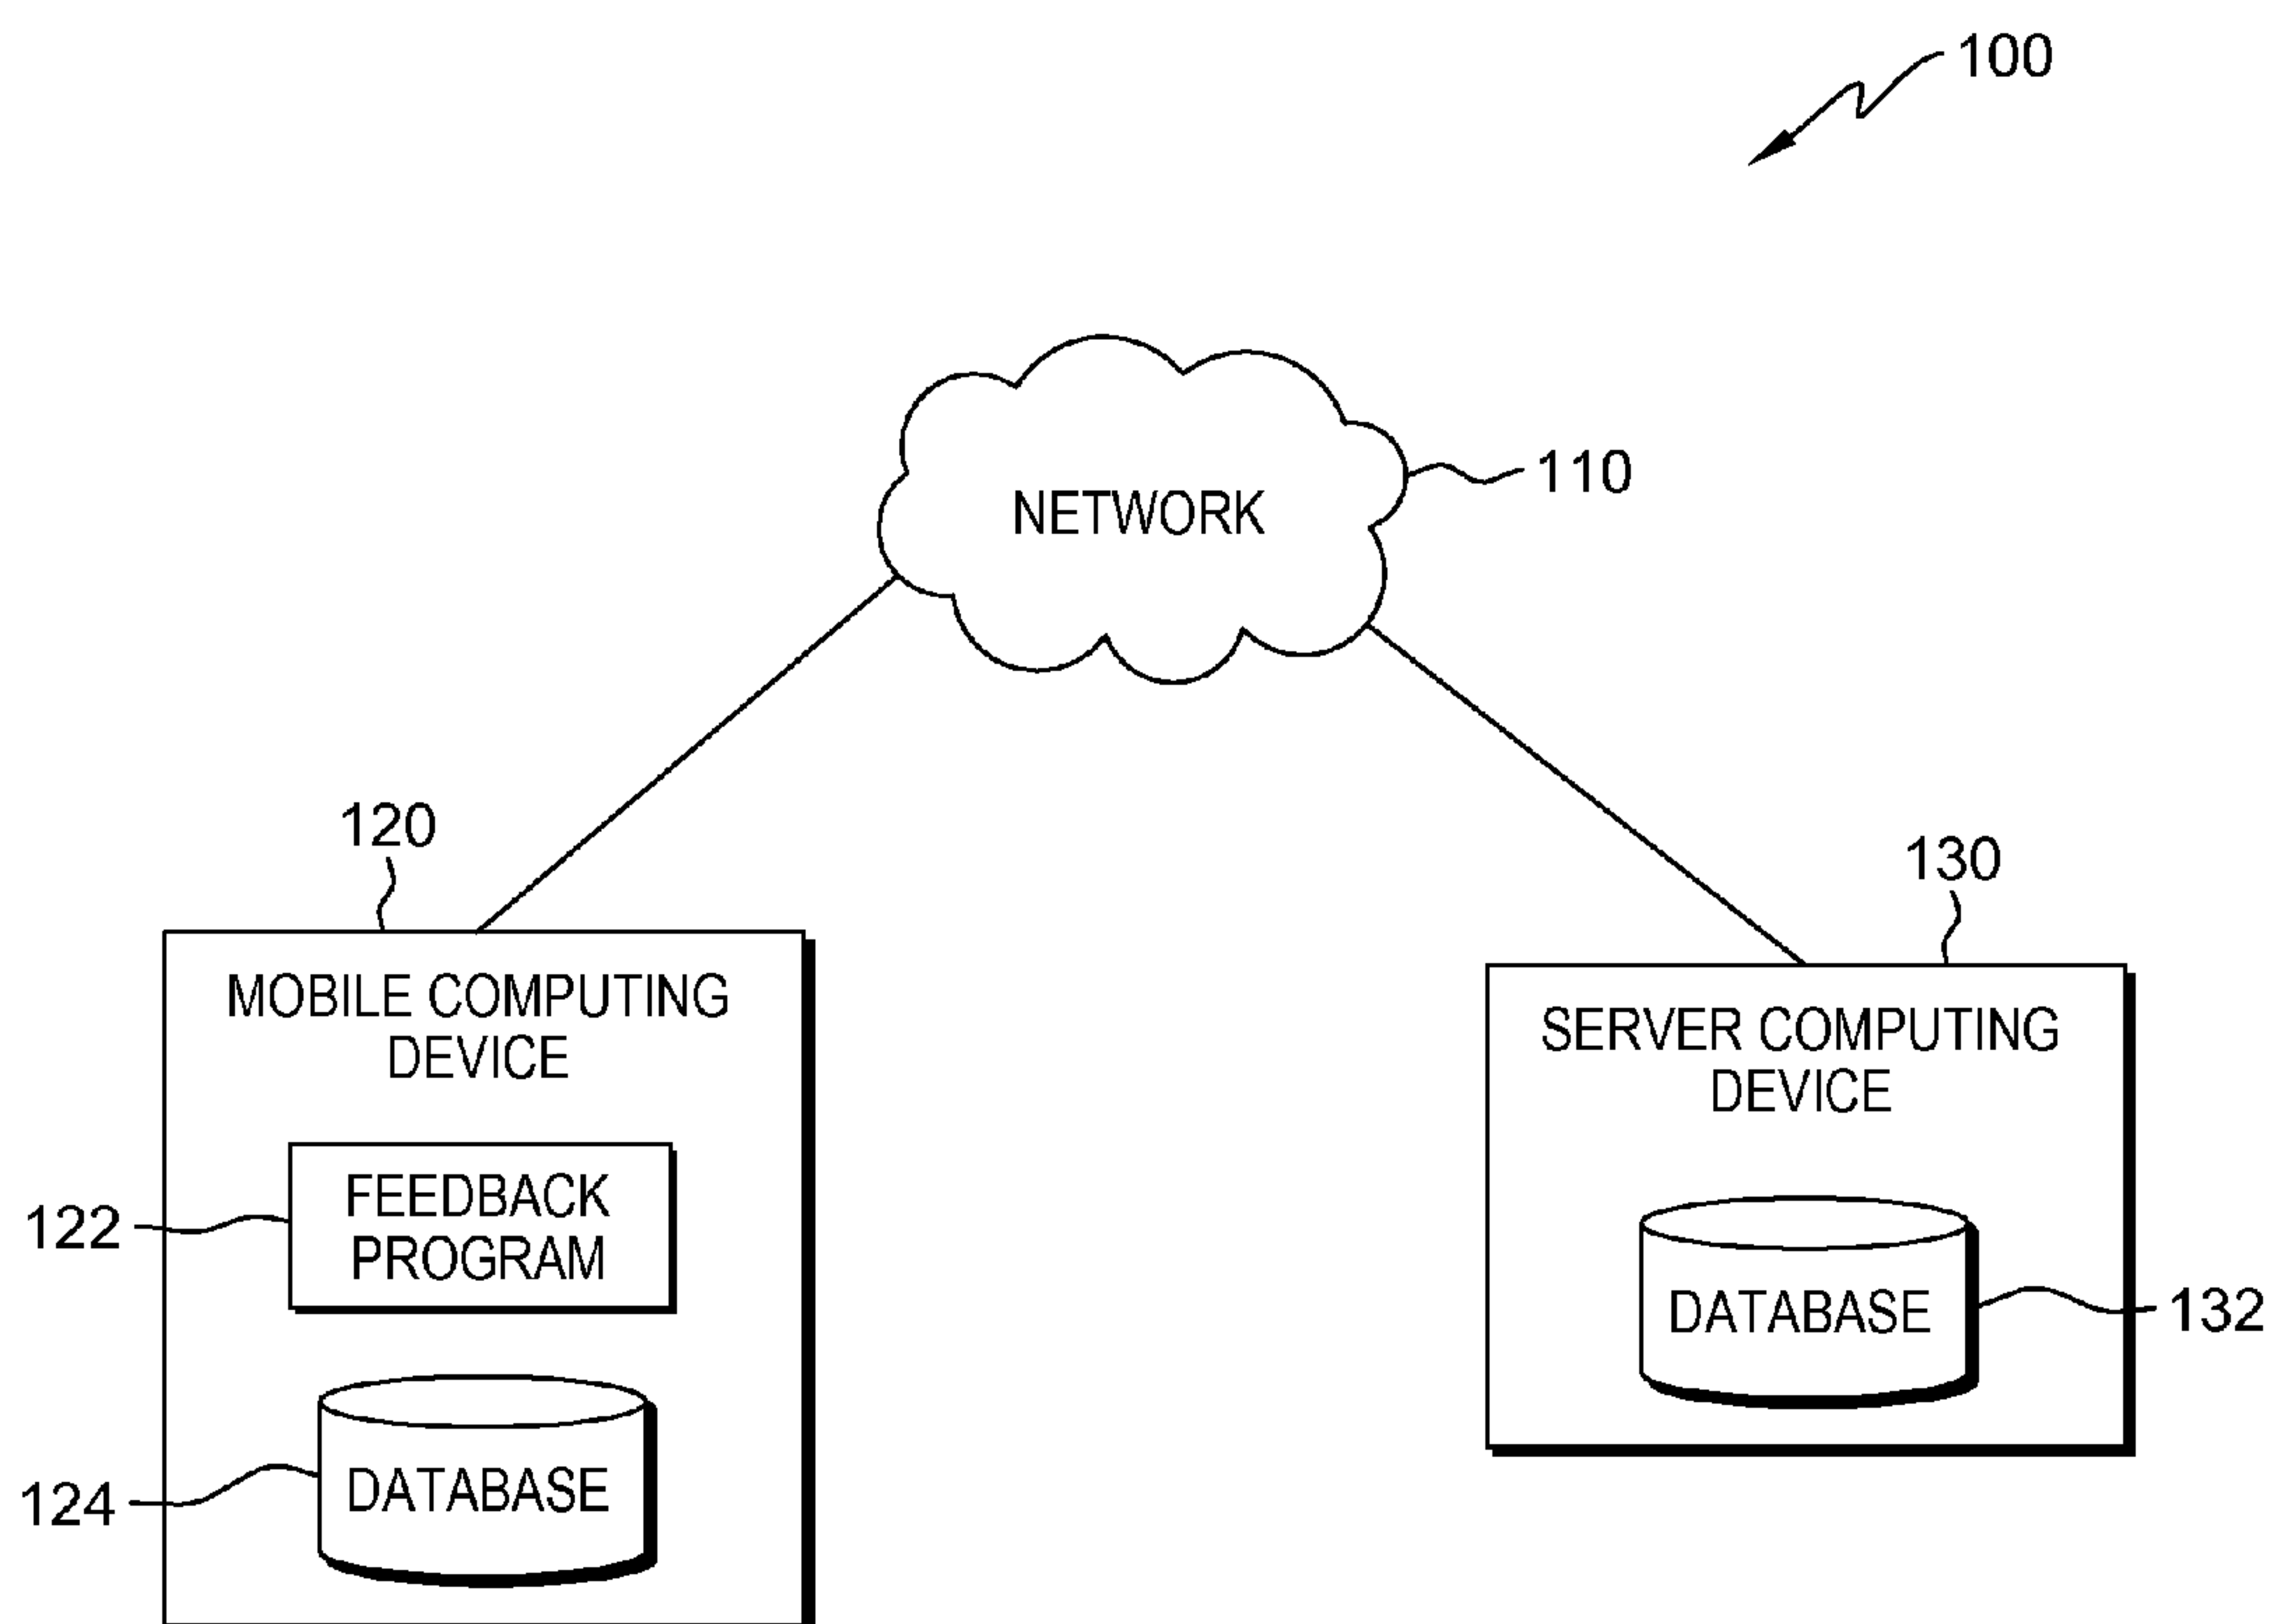 100
NETWORK
110
120
MOBILE COMPUTING
DEVICE
122
FEEDBACK
PROGRAM
124
DATABASE
130
SERVER COMPUTING
DEVICE
DATABASE
132